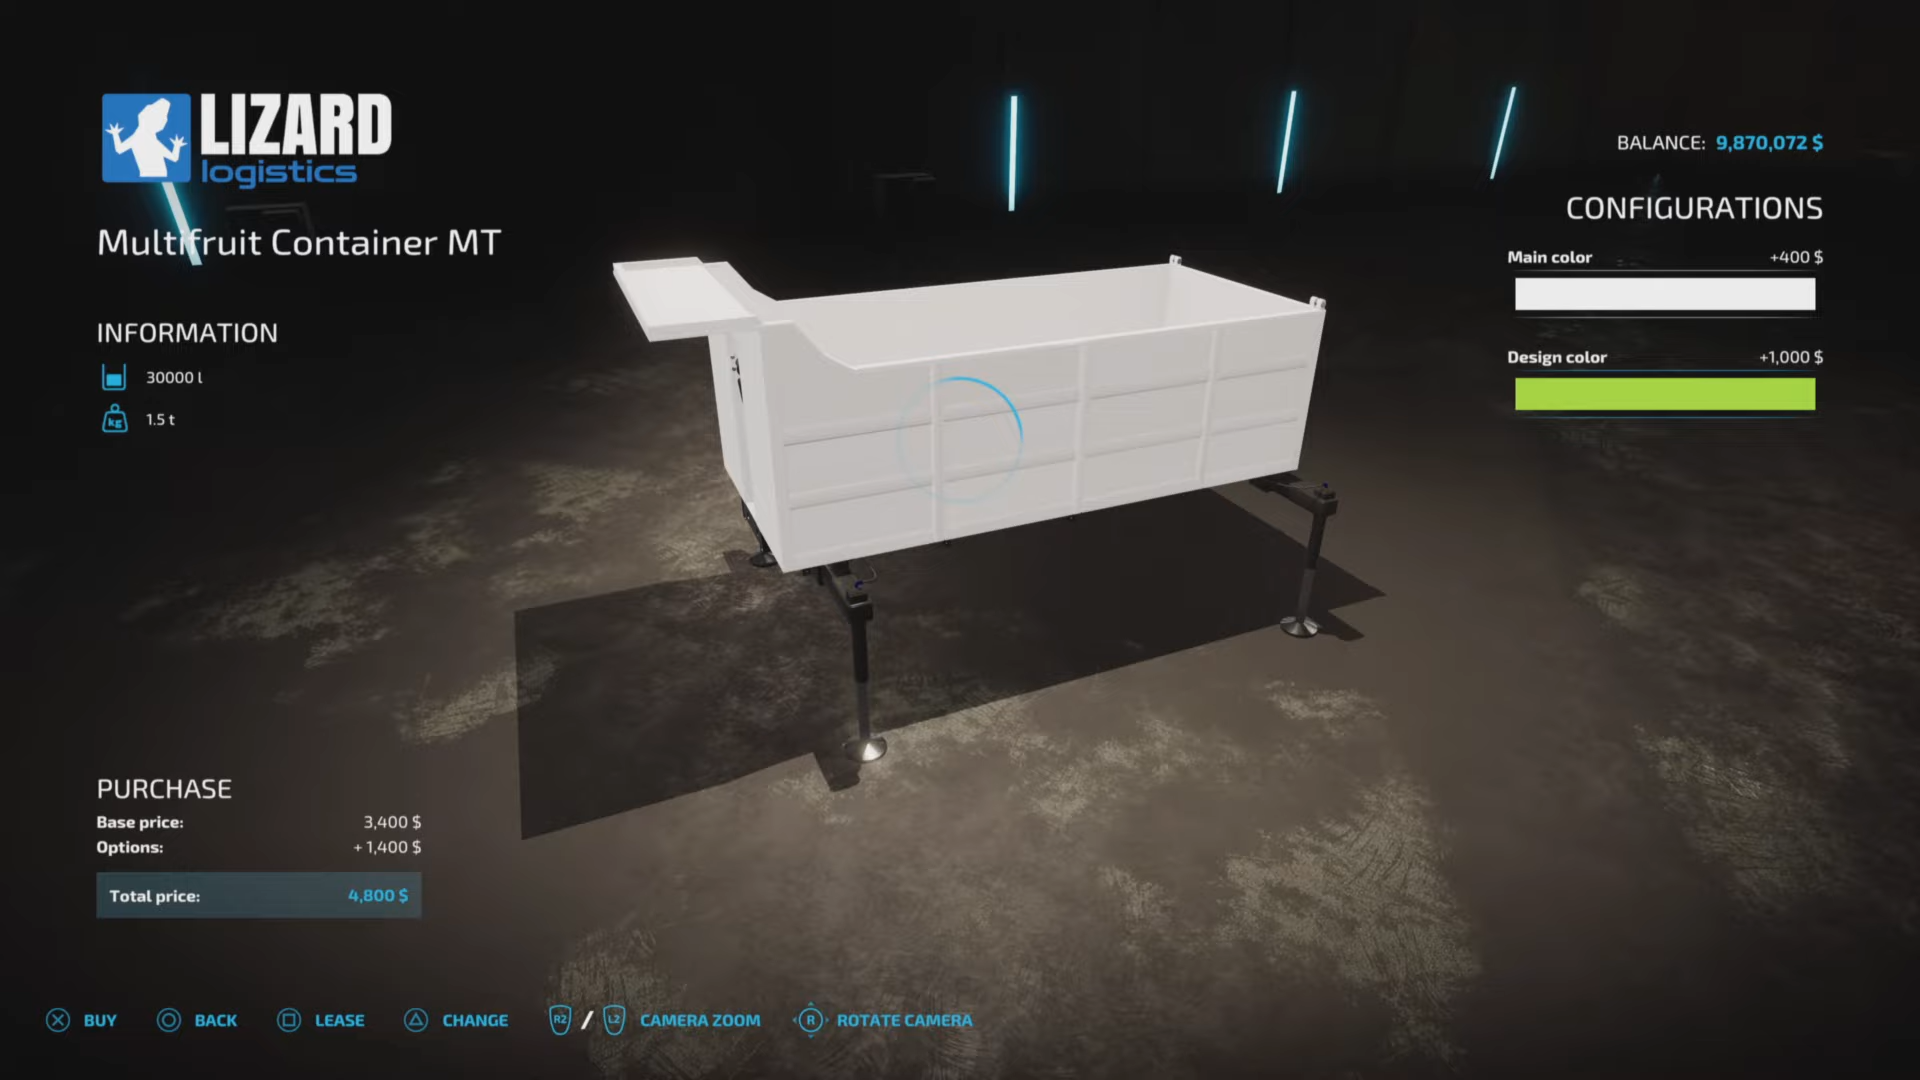 LIZARD
logistics
Multifruit Container MT
INFORMATION
30000 l
kg
1.5 t
BALANCE: 9,870,072 $
CONFIGURATIONS
Main color +400 $
Design color +1,000 $
PURCHASE
Base price: 3,400 $
Options: + 1,400 $
Total price: 4,800 $
BUY BACK LEASE CHANGE R2 / L2 CAMERA ZOOM R ROTATE CAMERA